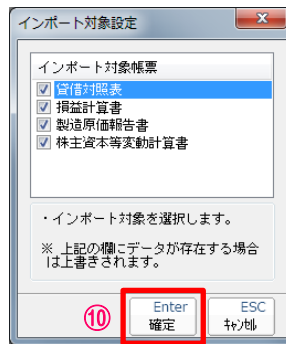 インポート対象設定
インポート対象帳票
貸借対照表
損益計算書
製造原価報告書
株主資本等変動計算書
・インポート対象を選択します。
※ 上記の欄にデータが存在する場合
は上書きされます。
⑩
Enter
確定
ESC
ｷｬﾝｾﾙ